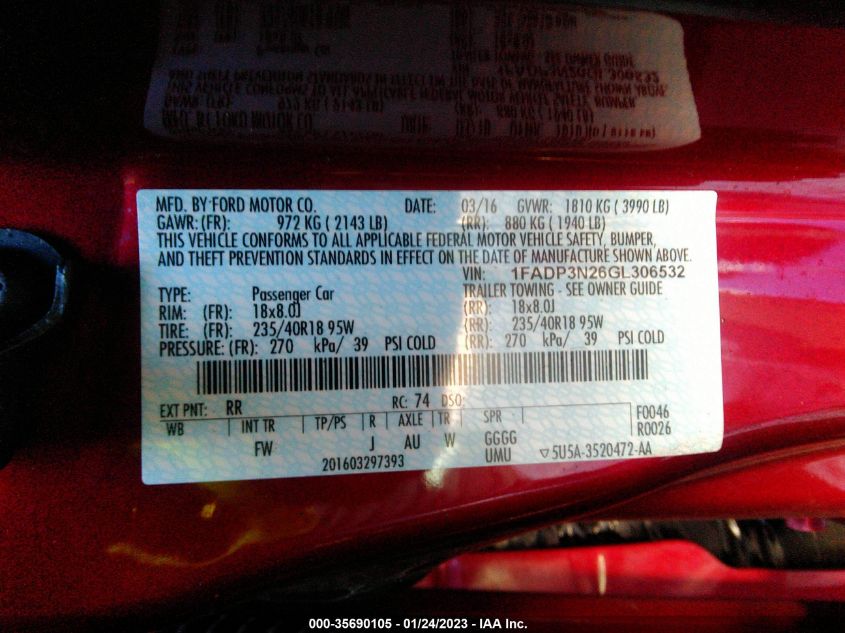 MFD. BY FORD MOTOR CO. DATE: 03/16 GVWR: 1810 KG ( 3990 LB)
GAWR: (FR): 972 KG ( 2143 LB) (RR): 880 KG ( 1940 LB)
THIS VEHICLE CONFORMS TO ALL APPLICABLE FEDERAL MOTOR VEHICLE SAFETY, BUMPER,
AND THEFT PREVENTION STANDARDS IN EFFECT ON THE DATE OF MANUFACTURE SHOWN ABOVE.
VIN: 1FADP3N26GL306532
TYPE: Passenger Car TRAILER TOWING - SEE OWNER GUIDE
RIM: (FR): 18x8.0J (RR): 18x8.0J
TIRE: (FR): 235/40R18 95W (RR): 235/40R18 95W
PRESSURE: (FR): 270 kPa/ 39 PSI COLD (RR): 270 kPa/ 39 PSI COLD
EXT PNT: RR RC: 74 DSO: F0046
WB INT TR TP/PS R AXLE TR SPR R0026
FW J AU W GGGG
UMU ▽5U5A-3520472-AA
201603297393
000-35690105 - 01/24/2023 - IAA Inc.